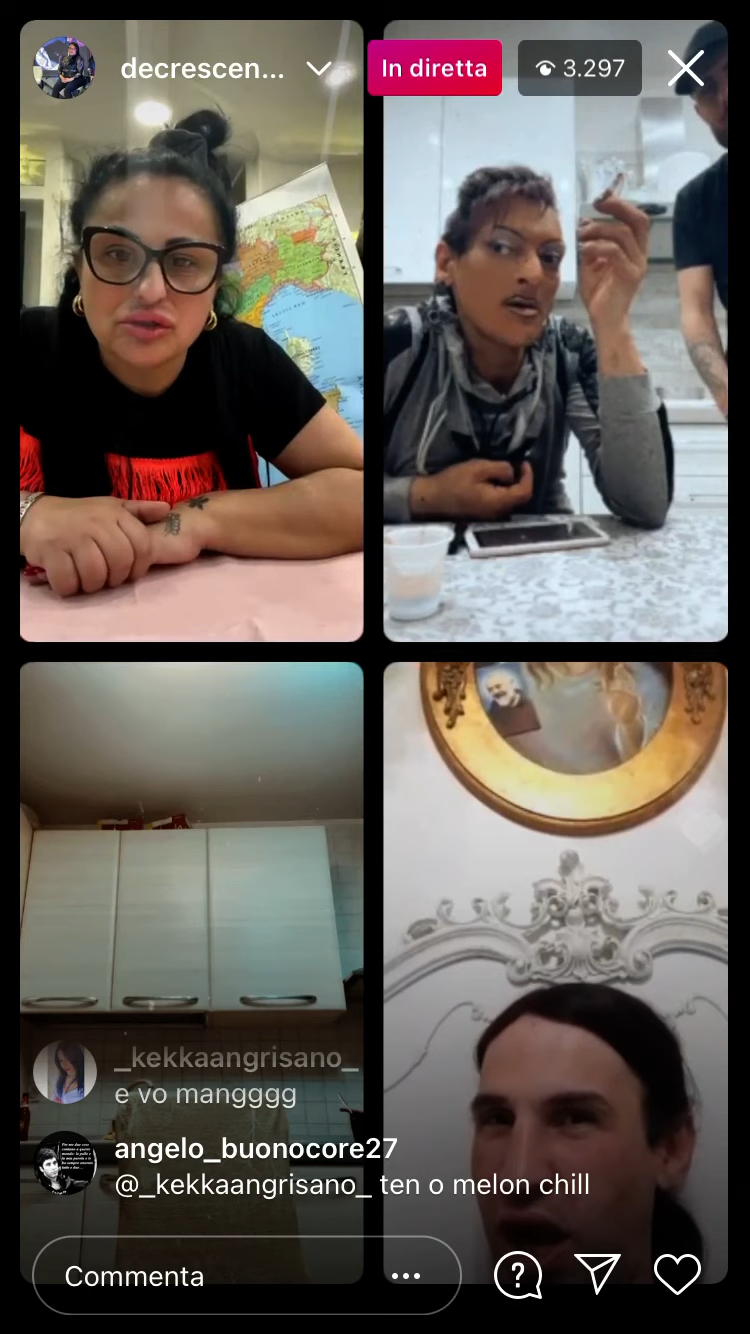 decrescen...
In diretta
3.297
_kekkaangrisano_
e vo mangggg
angelo_buonocore27
@_kekkaangrisano_ ten o melon chill
Commenta